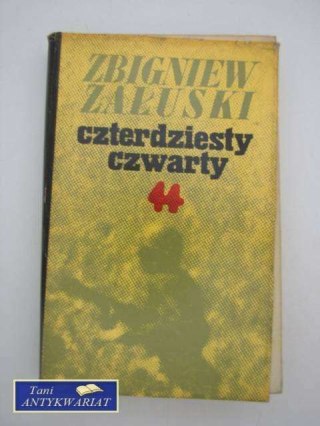 ZBIGNIEW
ZAŁUSKI
czterdziesty
czwarty
44
Tani
ANTYKWARIAT